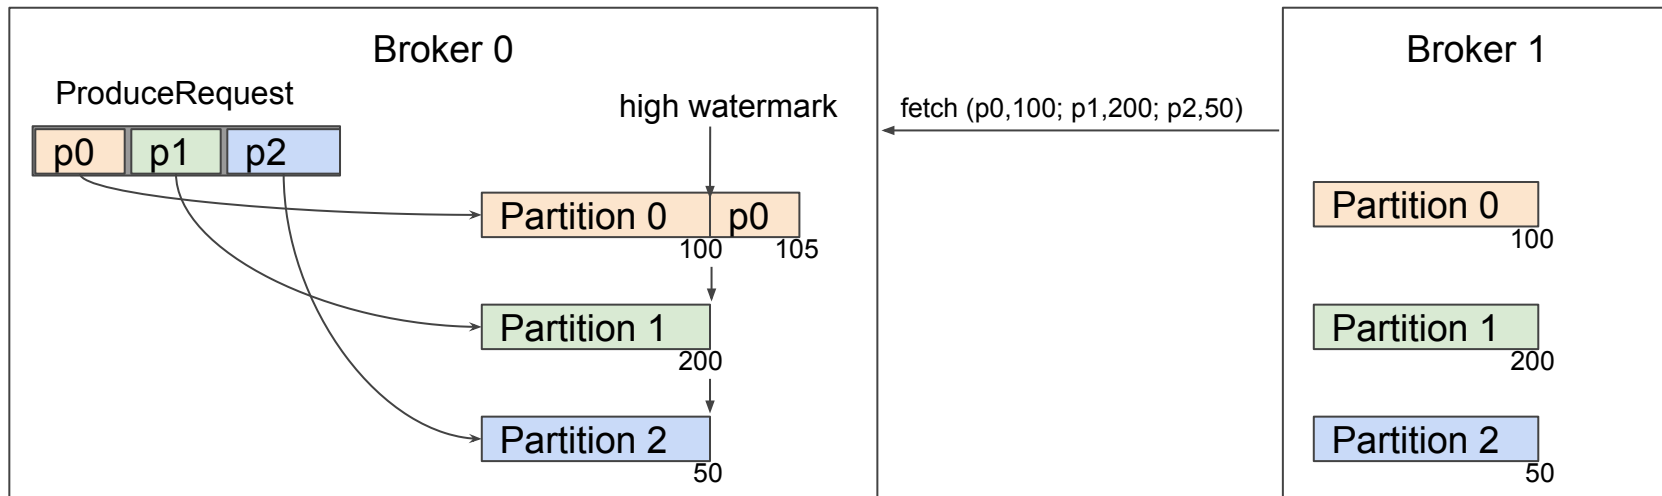 Broker 0
ProduceRequest
p0 p1 p2
high watermark
Partition 0 p0
100 105
Partition 1
200
Partition 2
50
fetch (p0,100; p1,200; p2,50)
Broker 1
Partition 0
100
Partition 1
200
Partition 2
50